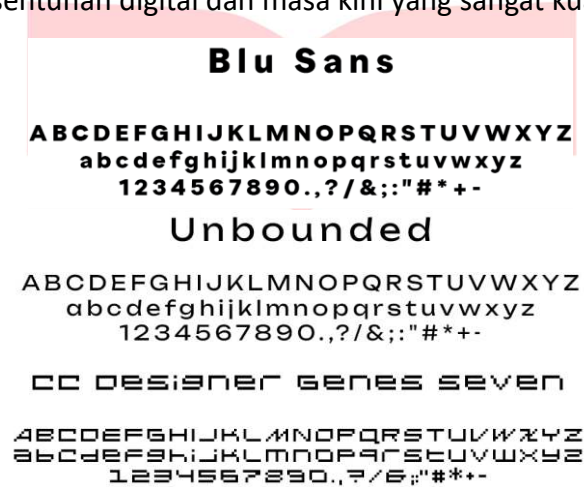 sentuhan digital dan masa kini yang sangat
Blu Sans
ABCDEFGHIJKLMNOPQRSTUVWXYZ
abcdefghijklmnopqrstuvwxyz
1234567890.,?/&;:"#*+-
Unbounded
ABCDEFGHIJKLMNOPQRSTUVWXYZ
abcdefghijklmnopqrstuvwxyz
1234567890.,?/&;:"#*+-
CC Designer Genes Seven
ABCDEFGHIJKLMNOPQRSTUVWXYZ
abcdefghijklmnopqrstuvwxyz
1234567890.,?/&;:"#*+-